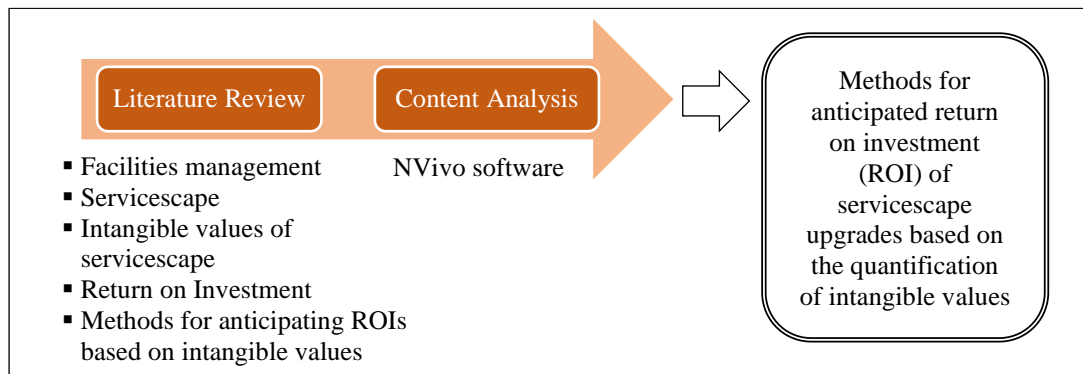 Literature Review
Content Analysis
▪ Facilities management
▪ Servicescape
▪ Intangible values of
servicescape
▪ Return on Investment
▪ Methods for anticipating ROIs
based on intangible values
NVivo software
Methods for
anticipated return
on investment
(ROI) of
servicescape
upgrades based on
the quantification
of intangible values